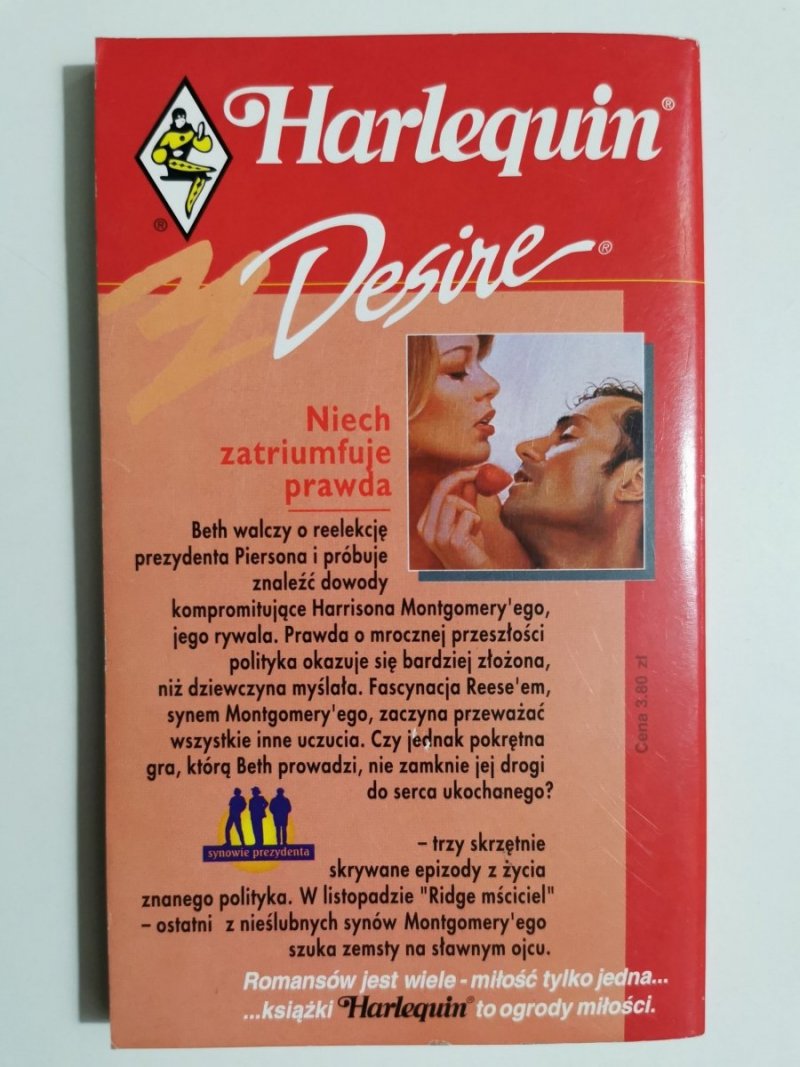 Harlequin®
®
Desire®
Niech
zatriumfuje
prawda
Beth walczy o reelekcję
prezydenta Piersona i próbuje
znaleźć dowody
kompromitujące Harrisona Montgomery'ego,
jego rywala. Prawda o mrocznej przeszłości
polityka okazuje się bardziej złożona,
niż dziewczyna myślała. Fascynacja Reese'em,
synem Montgomery'ego, zaczyna przeważać
wszystkie inne uczucia. Czy jednak pokrętna
gra, którą Beth prowadzi, nie zamknie jej drogi
do serca ukochanego?
Cena 3.80 zł
synowie prezydenta
– trzy skrzętnie
skrywane epizody z życia
znanego polityka. W listopadzie "Ridge mściciel"
– ostatni z nieślubnych synów Montgomery'ego
szuka zemsty na sławnym ojcu.
Romansów jest wiele - miłość tylko jedna...
...książki Harlequin® to ogrody miłości.